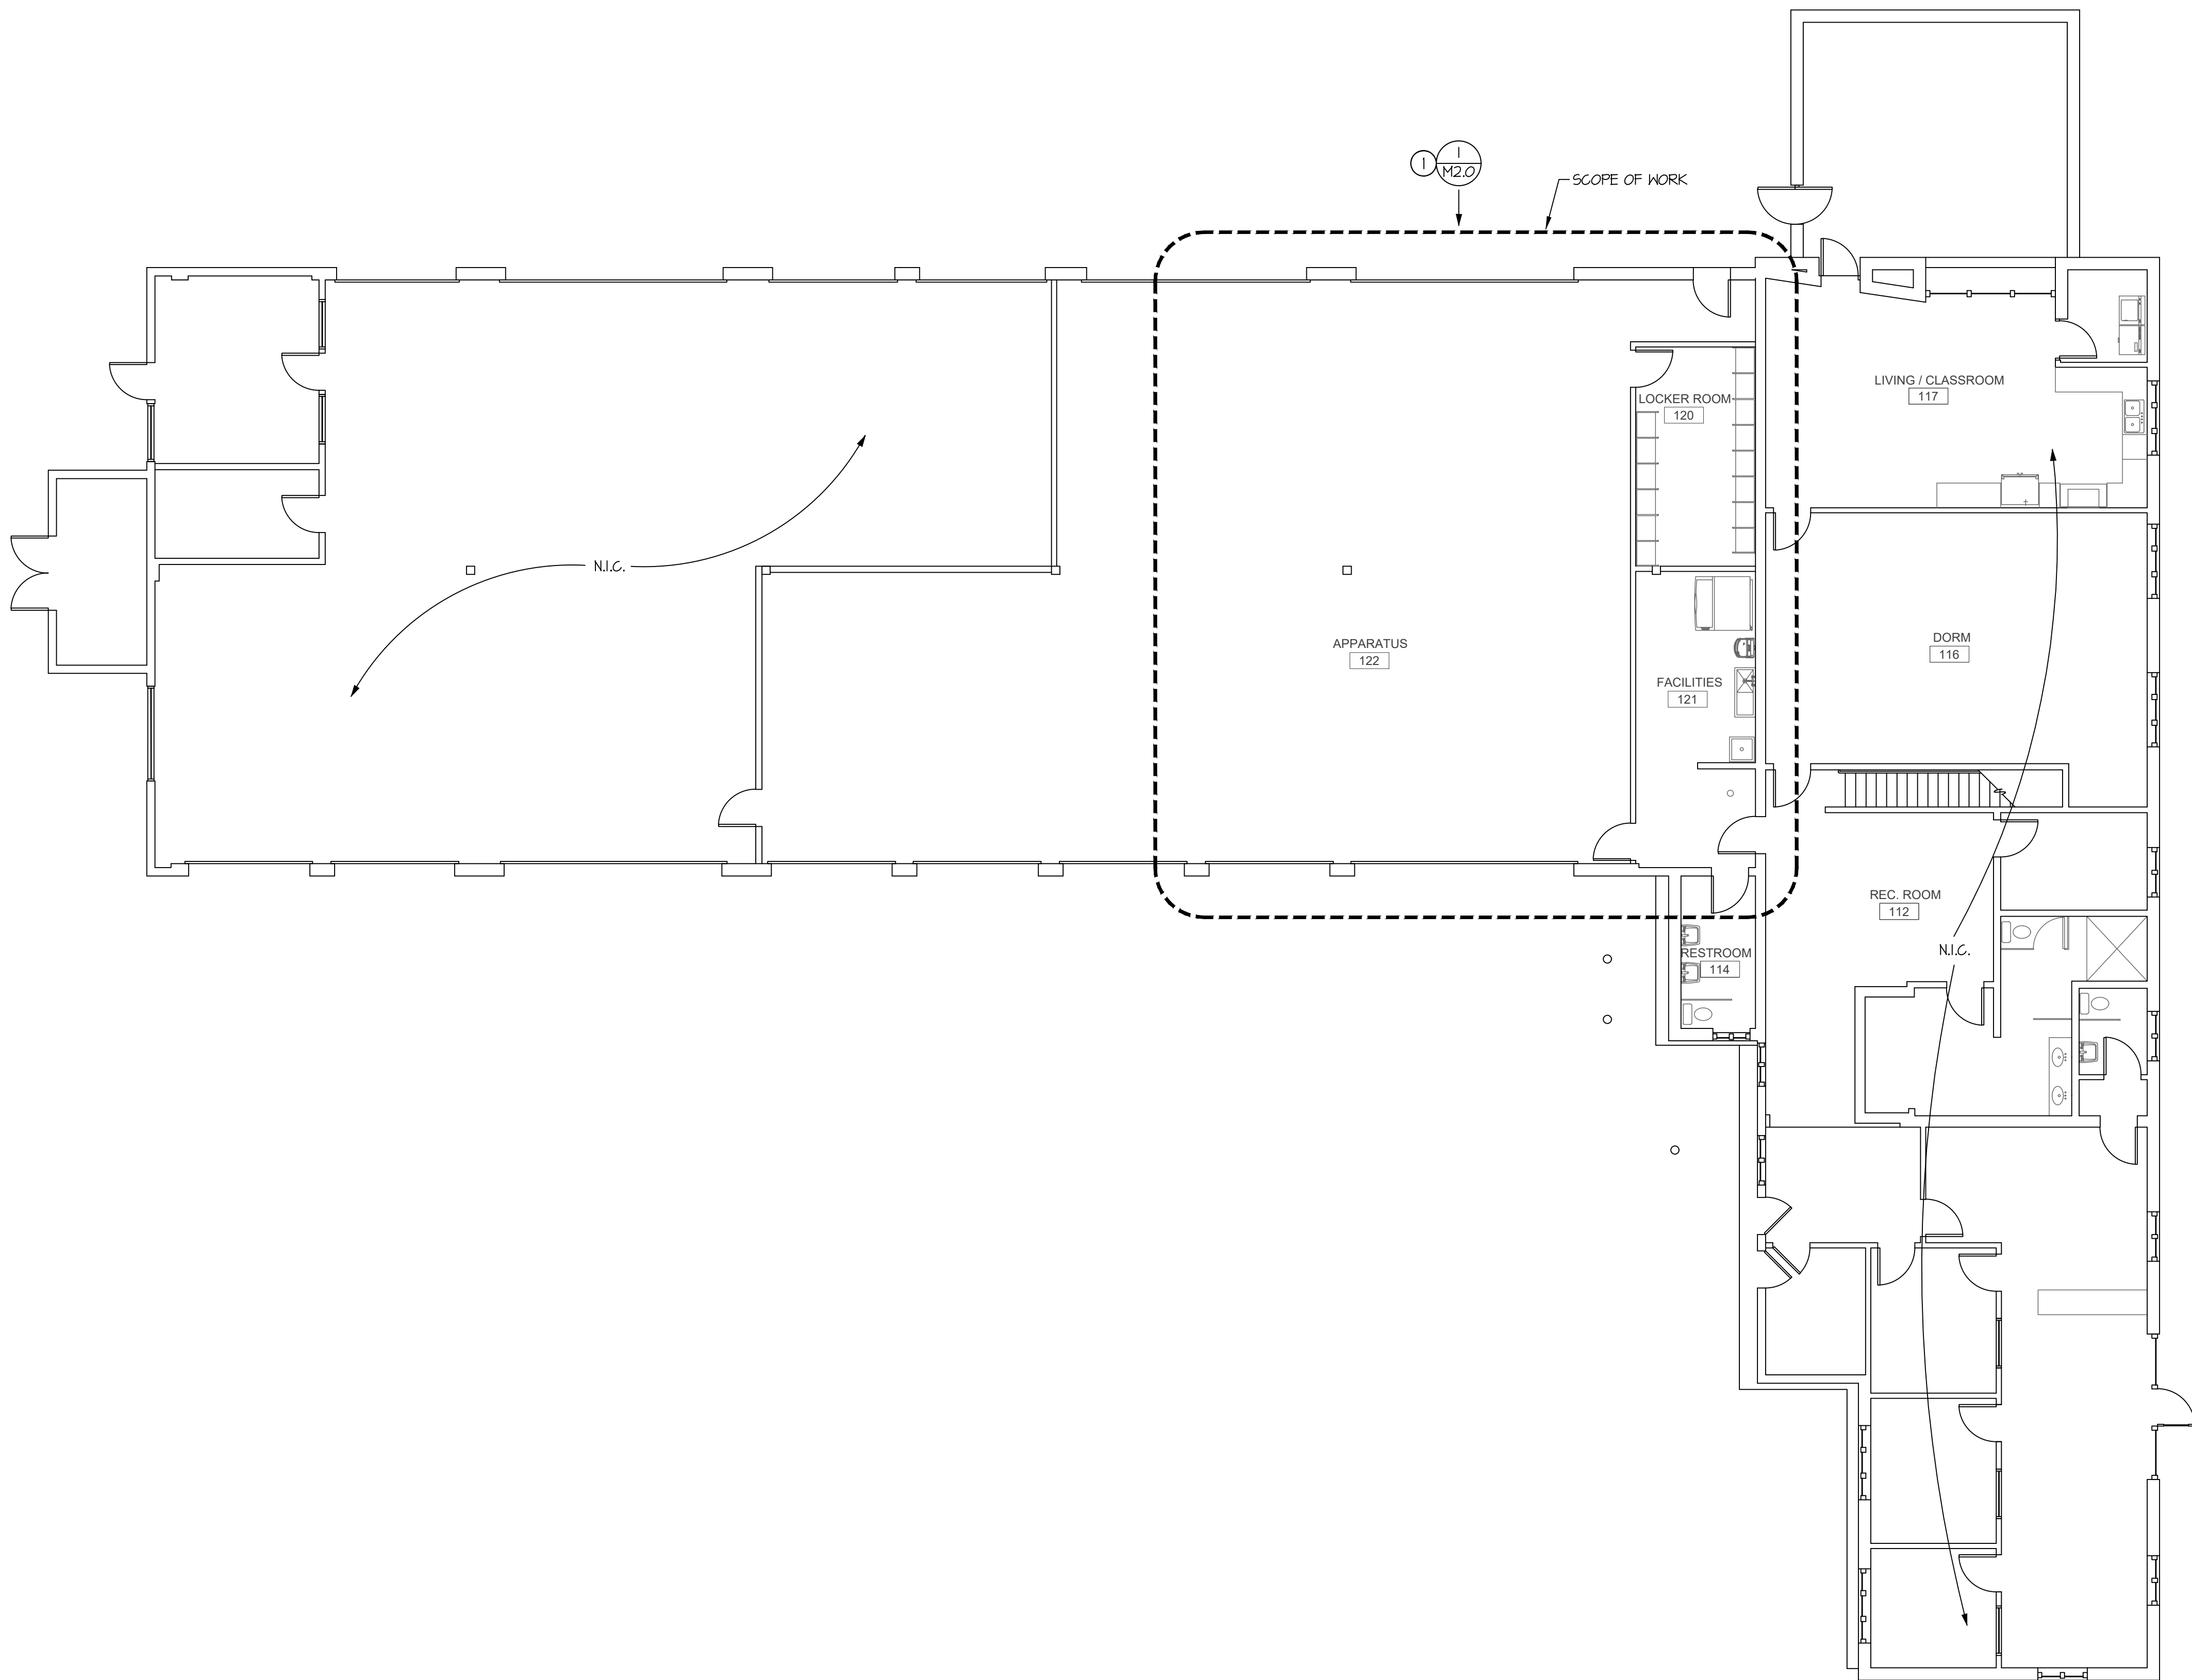 1
1
M2.0
SCOPE OF WORK
LIVING / CLASSROOM
117
LOCKER ROOM
120
N.I.C.
APPARATUS
122
DORM
116
FACILITIES
121
REC. ROOM
112
N.I.C.
RESTROOM
114